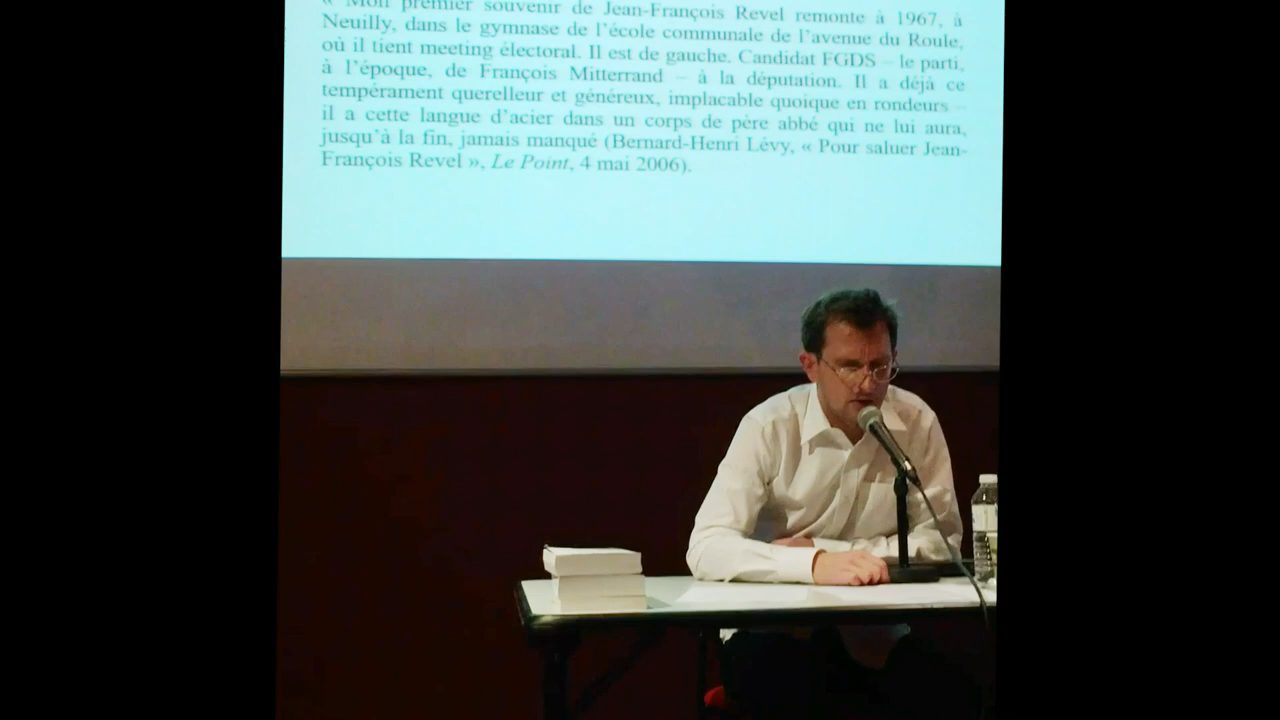 « Mon premier souvenir de Jean-François Revel remonte à 1967, à
Neuilly, dans le gymnase de l'école communale de l'avenue du Roule,
où il tient meeting électoral. Il est de gauche. Candidat FGDS – le parti,
à l'époque, de François Mitterrand – à la députation. Il a déjà ce
tempérament querelleur et généreux, implacable quoique en rondeurs –
il a cette langue d'acier dans un corps de père abbé qui ne lui aura,
jusqu'à la fin, jamais manqué (Bernard-Henri Lévy, « Pour saluer Jean-
François Revel », Le Point, 4 mai 2006).